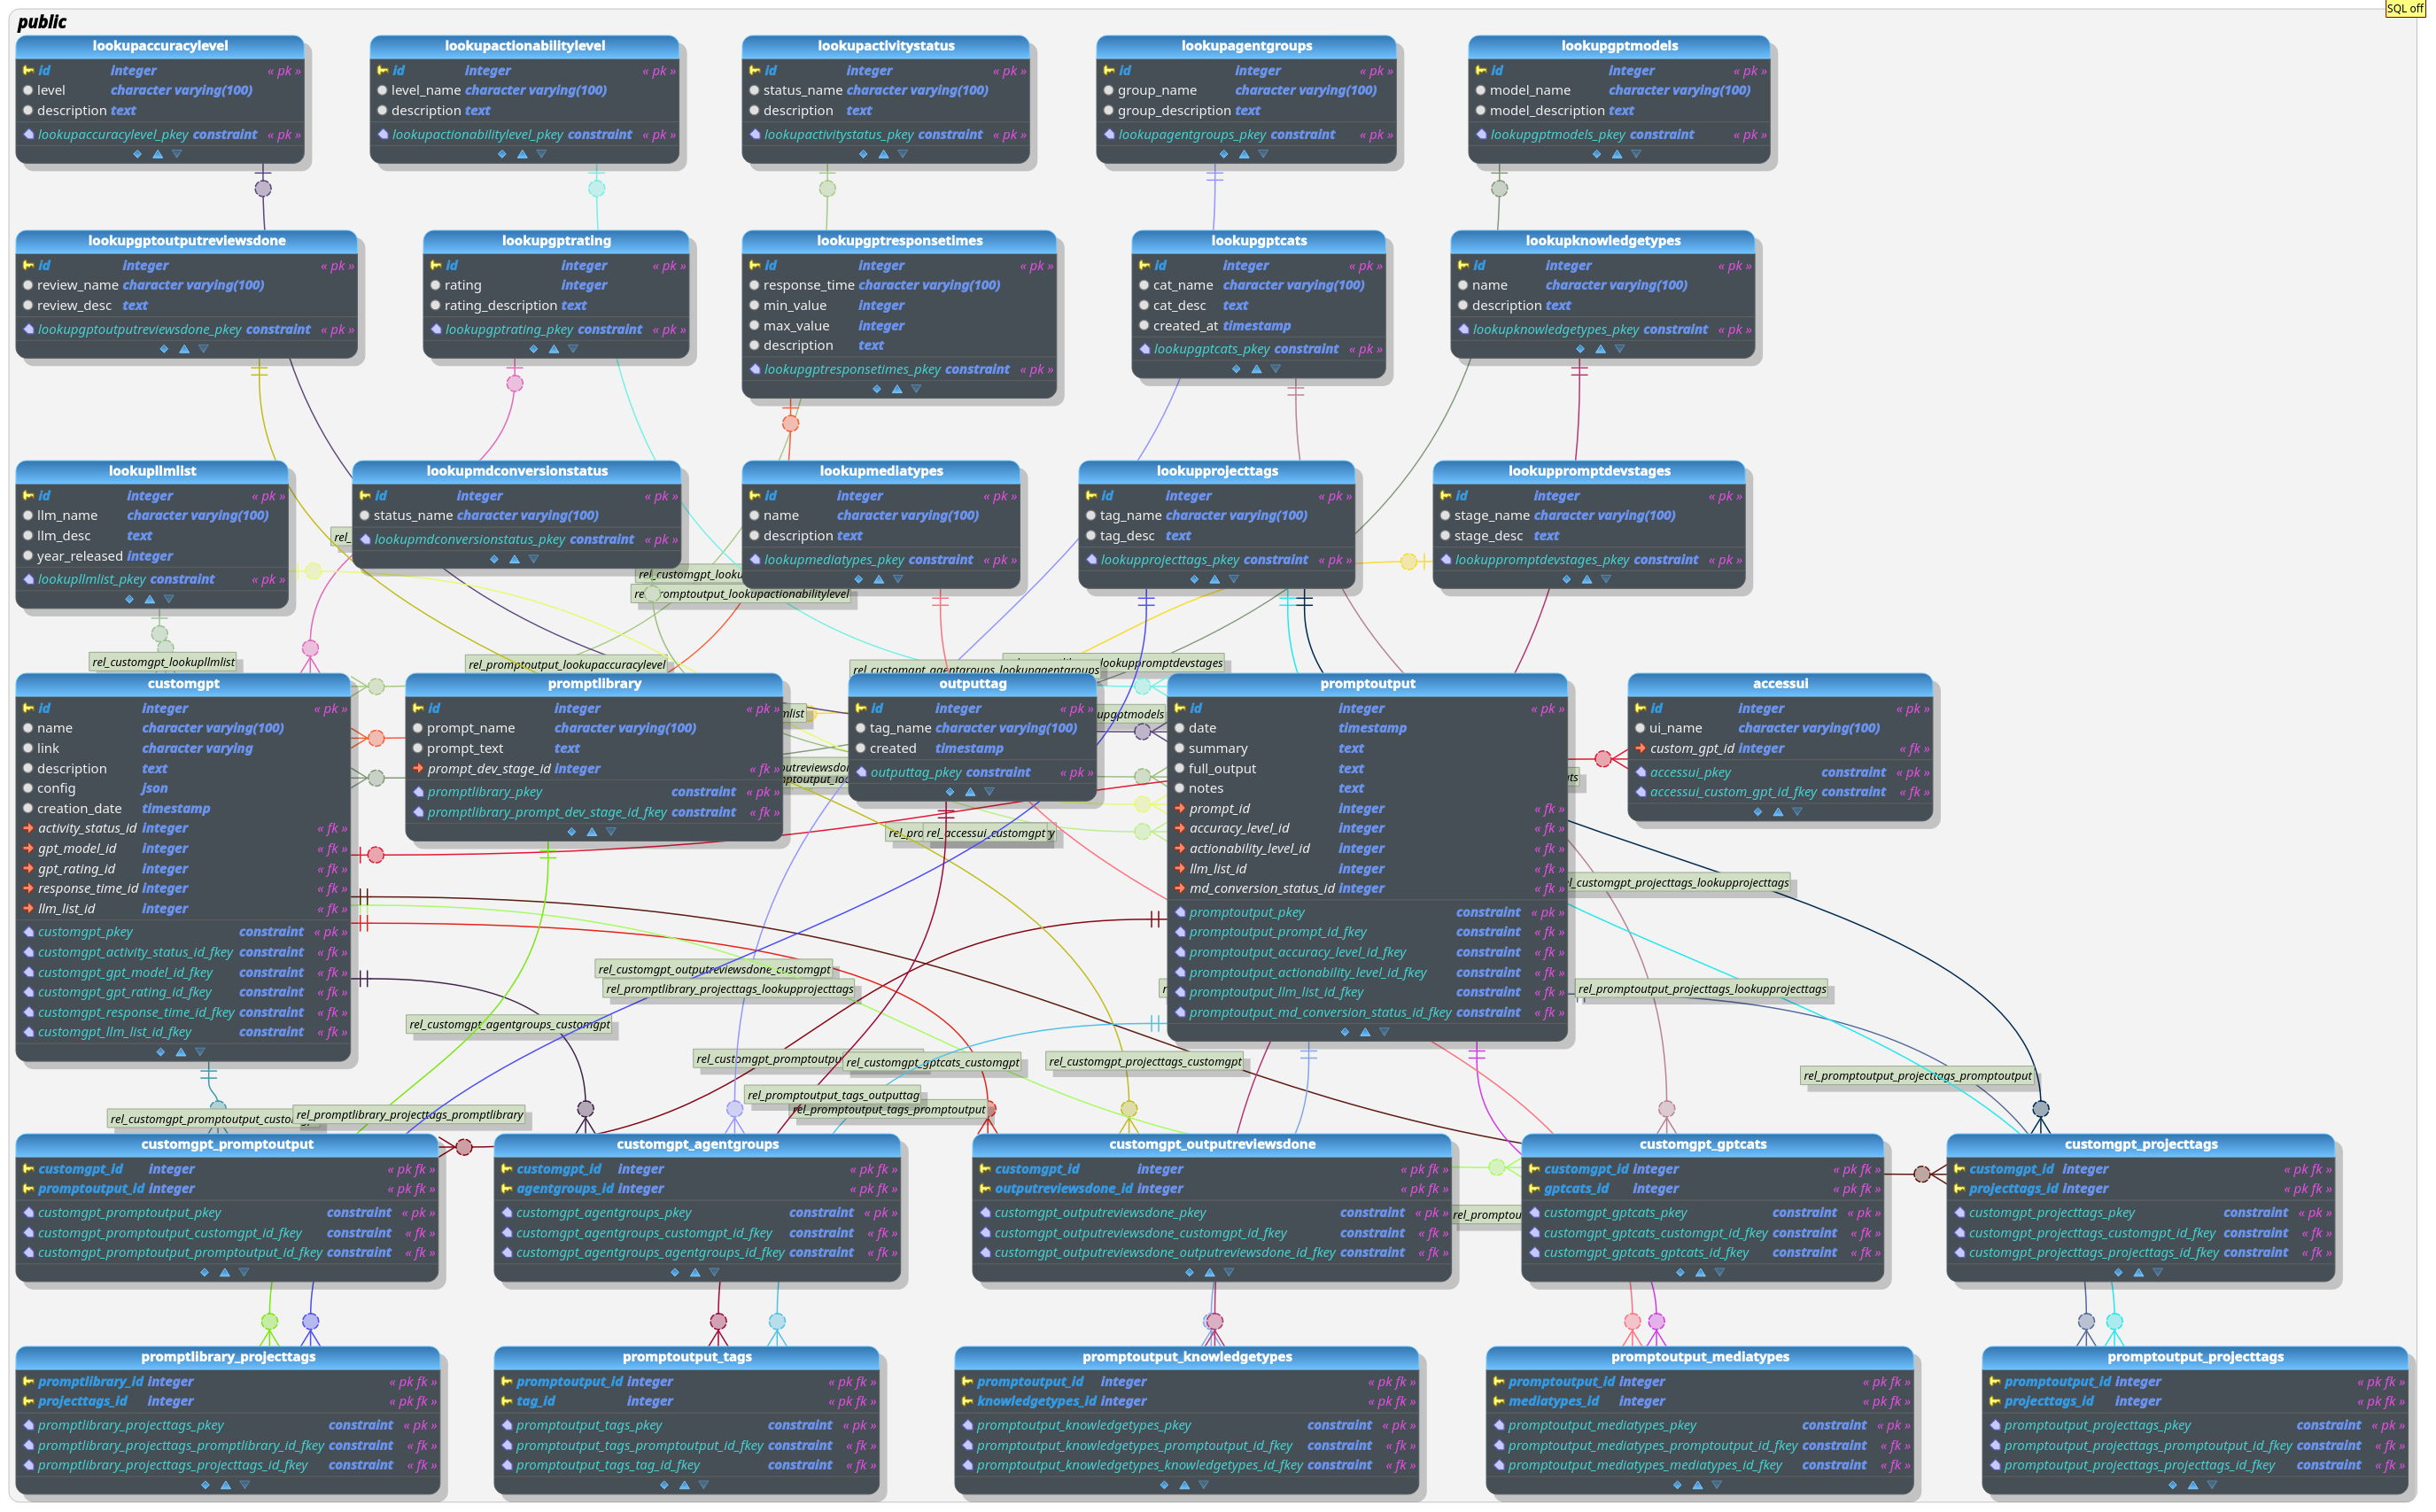 SQL off
public
lookupaccuracylevel
id integer « pk »
level character varying(100)
description text
lookupaccuracylevel_pkey constraint « pk »
lookupactionabilitylevel
id integer « pk »
level_name character varying(100)
description text
lookupactionabilitylevel_pkey constraint « pk »
lookupactivitystatus
id integer « pk »
status_name character varying(100)
description text
lookupactivitystatus_pkey constraint « pk »
lookupagentgroups
id integer « pk »
group_name character varying(100)
group_description text
lookupagentgroups_pkey constraint « pk »
lookupgptmodels
id integer « pk »
model_name character varying(100)
model_description text
lookupgptmodels_pkey constraint « pk »
lookupgptoutputreviewsdone
id integer « pk »
review_name character varying(100)
review_desc text
lookupgptoutputreviewsdone_pkey constraint « pk »
lookupgptrating
id integer « pk »
rating integer
rating_description text
lookupgptrating_pkey constraint « pk »
lookupgptresponsetimes
id integer « pk »
response_time character varying(100)
min_value integer
max_value integer
description text
lookupgptresponsetimes_pkey constraint « pk »
lookupgptcats
id integer « pk »
cat_name character varying(100)
cat_desc text
created_at timestamp
lookupgptcats_pkey constraint « pk »
lookupknowledgetypes
id integer « pk »
name character varying(100)
description text
lookupknowledgetypes_pkey constraint « pk »
lookupllmlist
id integer « pk »
llm_name character varying(100)
llm_desc text
year_released integer
lookupllmlist_pkey constraint « pk »
lookupmdconversionstatus
id integer « pk »
status_name character varying(100)
lookupmdconversionstatus_pkey constraint « pk »
lookupmediatypes
id integer « pk »
name character varying(100)
description text
lookupmediatypes_pkey constraint « pk »
lookupprojecttags
id integer « pk »
tag_name character varying(100)
tag_desc text
lookupprojecttags_pkey constraint « pk »
lookuppromptdevstages
id integer « pk »
stage_name character varying(100)
stage_desc text
lookuppromptdevstages_pkey constraint « pk »
rel_
rel_customgpt_looku
promptoutput_lookupactionabilitylevel
rel_customgpt_lookupllmlist
rel_promptoutput_lookupaccuracylevel
rel_customgpt_agentgroups_lookupagentgroups
lookuppromptdevstages
customgpt
id integer « pk »
name character varying(100)
link character varying
description text
config json
creation_date timestamp
activity_status_id integer « fk »
gpt_model_id integer « fk »
gpt_rating_id integer « fk »
response_time_id integer « fk »
llm_list_id integer « fk »
customgpt_pkey constraint « pk »
customgpt_activity_status_id_fkey constraint « fk »
customgpt_gpt_model_id_fkey constraint « fk »
customgpt_gpt_rating_id_fkey constraint « fk »
customgpt_response_time_id_fkey constraint « fk »
customgpt_llm_list_id_fkey constraint « fk »
promptlibrary
id integer « pk »
prompt_name character varying(100)
prompt_text text
prompt_dev_stage_id integer « fk »
promptlibrary_pkey constraint « pk »
promptlibrary_prompt_dev_stage_id_fkey constraint « fk »
outputtag
id integer « pk »
tag_name character varying(100)
created timestamp
outputtag_pkey constraint « pk »
promptoutput
id integer « pk »
date timestamp
summary text
full_output text
notes text
prompt_id integer « fk »
accuracy_level_id integer « fk »
actionability_level_id integer « fk »
llm_list_id integer « fk »
md_conversion_status_id integer « fk »
promptoutput_pkey constraint « pk »
promptoutput_prompt_id_fkey constraint « fk »
promptoutput_accuracy_level_id_fkey constraint « fk »
promptoutput_actionability_level_id_fkey constraint « fk »
promptoutput_llm_list_id_fkey constraint « fk »
promptoutput_md_conversion_status_id_fkey constraint « fk »
accessui
id integer « pk »
ui_name character varying(100)
custom_gpt_id integer « fk »
accessui_pkey constraint « pk »
accessui_custom_gpt_id_fkey constraint « fk »
rel_accessui_customgpt
customgpt_projecttags_lookupprojecttags
rel_customgpt_outputreviewsdone_customgpt
rel_promptlibrary_projecttags_lookupprojecttags
rel_promptoutput_projecttags_lookupprojecttags
rel_customgpt_agentgroups_customgpt
rel_customgpt_promptoutpu
rel_customgpt_gptcats_customgpt
rel_customgpt_projecttags_customgpt
rel_promptoutput_projecttags_promptoutput
rel_promptoutput_tags_outputtag
rel_promptoutput_tags_promptoutput
rel_customgpt_promptoutput_custo
rel_promptlibrary_projecttags_promptlibrary
customgpt_promptoutput
customgpt_id integer « pk fk »
promptoutput_id integer « pk fk »
customgpt_promptoutput_pkey constraint « pk »
customgpt_promptoutput_customgpt_id_fkey constraint « fk »
customgpt_promptoutput_promptoutput_id_fkey constraint « fk »
customgpt_agentgroups
customgpt_id integer « pk fk »
agentgroups_id integer « pk fk »
customgpt_agentgroups_pkey constraint « pk »
customgpt_agentgroups_customgpt_id_fkey constraint « fk »
customgpt_agentgroups_agentgroups_id_fkey constraint « fk »
customgpt_outputreviewsdone
customgpt_id integer « pk fk »
outputreviewsdone_id integer « pk fk »
customgpt_outputreviewsdone_pkey constraint « pk »
customgpt_outputreviewsdone_customgpt_id_fkey constraint « fk »
customgpt_outputreviewsdone_outputreviewsdone_id_fkey constraint « fk »
rel_promptou
customgpt_gptcats
customgpt_id integer « pk fk »
gptcats_id integer « pk fk »
customgpt_gptcats_pkey constraint « pk »
customgpt_gptcats_customgpt_id_fkey constraint « fk »
customgpt_gptcats_gptcats_id_fkey constraint « fk »
customgpt_projecttags
customgpt_id integer « pk fk »
projecttags_id integer « pk fk »
customgpt_projecttags_pkey constraint « pk »
customgpt_projecttags_customgpt_id_fkey constraint « fk »
customgpt_projecttags_projecttags_id_fkey constraint « fk »
promptlibrary_projecttags
promptlibrary_id integer « pk fk »
projecttags_id integer « pk fk »
promptlibrary_projecttags_pkey constraint « pk »
promptlibrary_projecttags_promptlibrary_id_fkey constraint « fk »
promptlibrary_projecttags_projecttags_id_fkey constraint « fk »
promptoutput_tags
promptoutput_id integer « pk fk »
tag_id integer « pk fk »
promptoutput_tags_pkey constraint « pk »
promptoutput_tags_promptoutput_id_fkey constraint « fk »
promptoutput_tags_tag_id_fkey constraint « fk »
promptoutput_knowledgetypes
promptoutput_id integer « pk fk »
knowledgetypes_id integer « pk fk »
promptoutput_knowledgetypes_pkey constraint « pk »
promptoutput_knowledgetypes_promptoutput_id_fkey constraint « fk »
promptoutput_knowledgetypes_knowledgetypes_id_fkey constraint « fk »
promptoutput_mediatypes
promptoutput_id integer « pk fk »
mediatypes_id integer « pk fk »
promptoutput_mediatypes_pkey constraint « pk »
promptoutput_mediatypes_promptoutput_id_fkey constraint « fk »
promptoutput_mediatypes_mediatypes_id_fkey constraint « fk »
promptoutput_projecttags
promptoutput_id integer « pk fk »
projecttags_id integer « pk fk »
promptoutput_projecttags_pkey constraint « pk »
promptoutput_projecttags_promptoutput_id_fkey constraint « fk »
promptoutput_projecttags_projecttags_id_fkey constraint « fk »